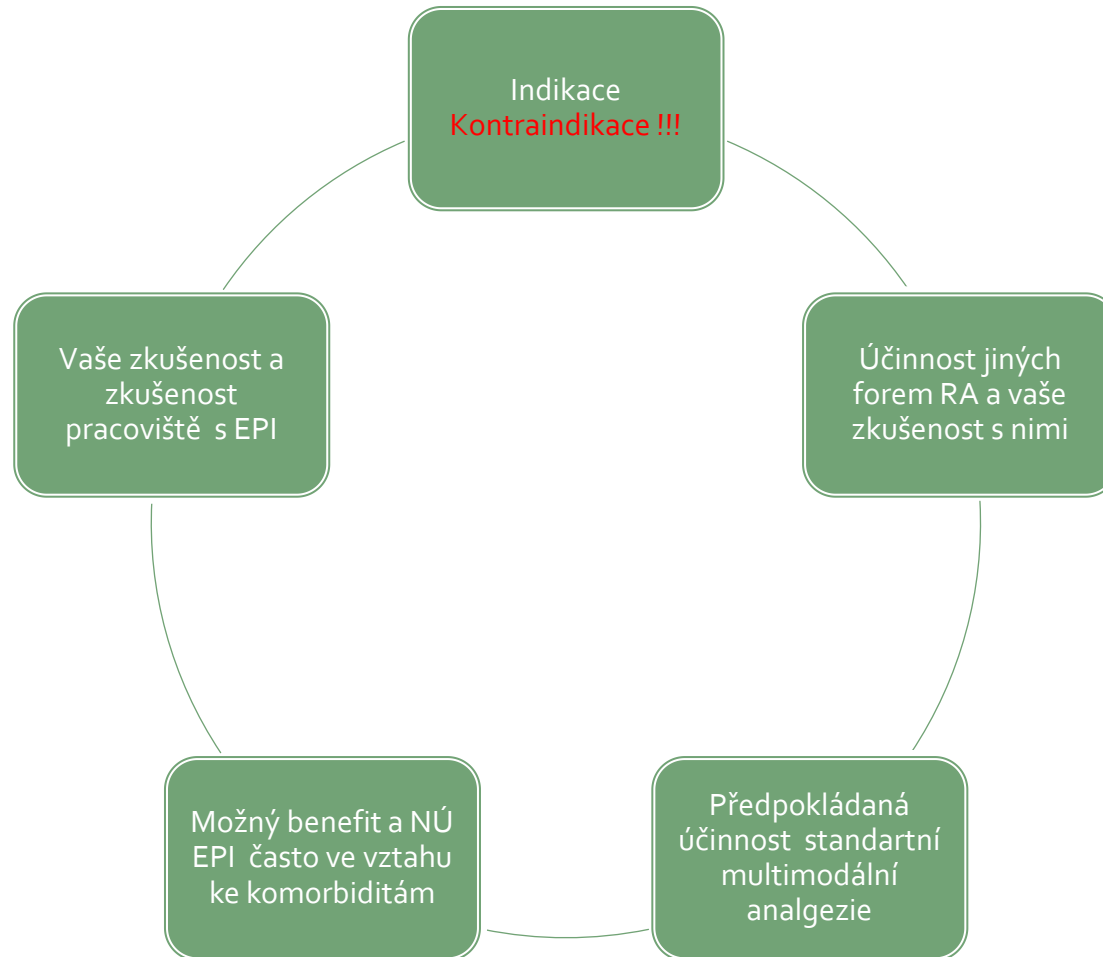 Indikace
Kontraindikace !!!
Účinnost jiných
forem RA a vaše
zkušenost s nimi
Předpokládaná
účinnost standartní
multimodální
analgezie
Možný benefit a NÚ
EPI často ve vztahu
ke komorbiditám
Vaše zkušenost a
zkušenost
pracoviště s EPI